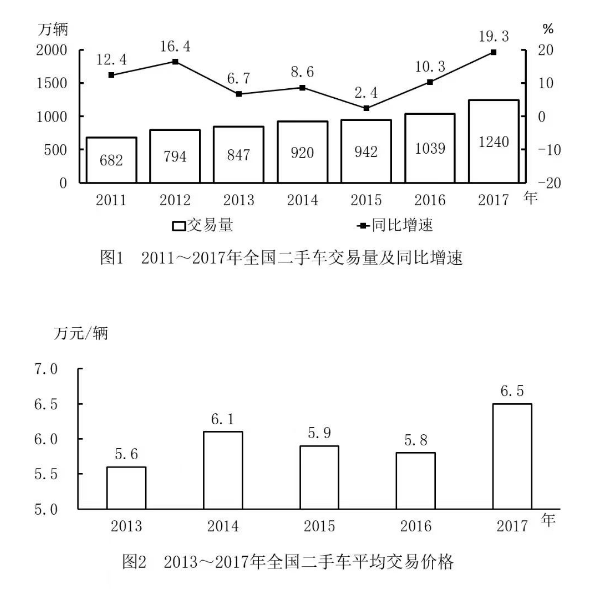 万辆 %
2000 20
1500 10
1000 0
500 -10
0 -20
12.4 16.4 6.7 8.6 2.4 10.3 19.3
682 794 847 920 942 1039 1240
2011 2012 2013 2014 2015 2016 2017 年
交易量 同比增速
图1 2011～2017年全国二手车交易量及同比增速
万元/辆
7.0
6.5
6.0
5.5
5.0
5.6 6.1 5.9 5.8 6.5
2013 2014 2015 2016 2017 年
图2 2013～2017年全国二手车平均交易价格